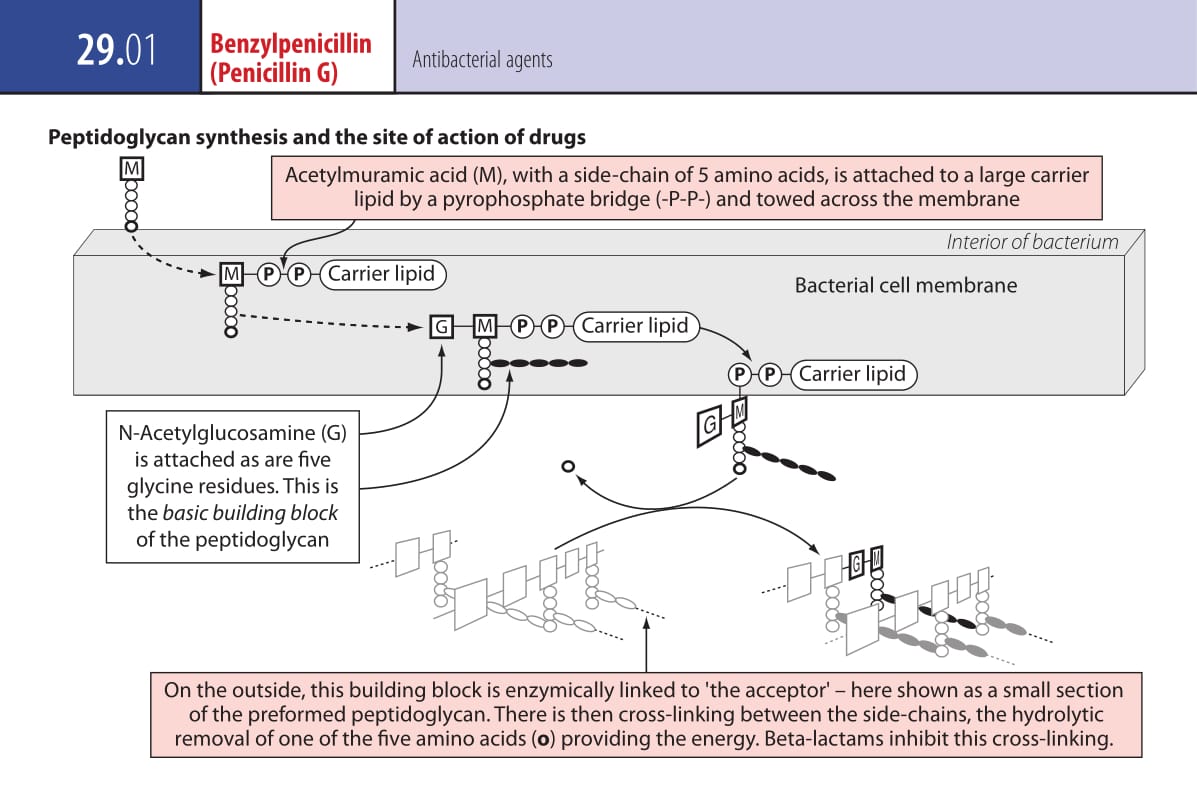 29.01
Benzylpenicillin
(Penicillin G)
Antibacterial agents
Peptidoglycan synthesis and the site of action of drugs
M
Acetylmuramic acid (M), with a side-chain of 5 amino acids, is attached to a large carrier
lipid by a pyrophosphate bridge (-P-P-) and towed across the membrane
Interior of bacterium
Bacterial cell membrane
M P P Carrier lipid
G M P P Carrier lipid
P P Carrier lipid
G M
N-Acetylglucosamine (G)
is attached as are five
glycine residues. This is
the basic building block
of the peptidoglycan
G M
On the outside, this building block is enzymically linked to 'the acceptor' – here shown as a small section
of the preformed peptidoglycan. There is then cross-linking between the side-chains, the hydrolytic
removal of one of the five amino acids (o) providing the energy. Beta-lactams inhibit this cross-linking.